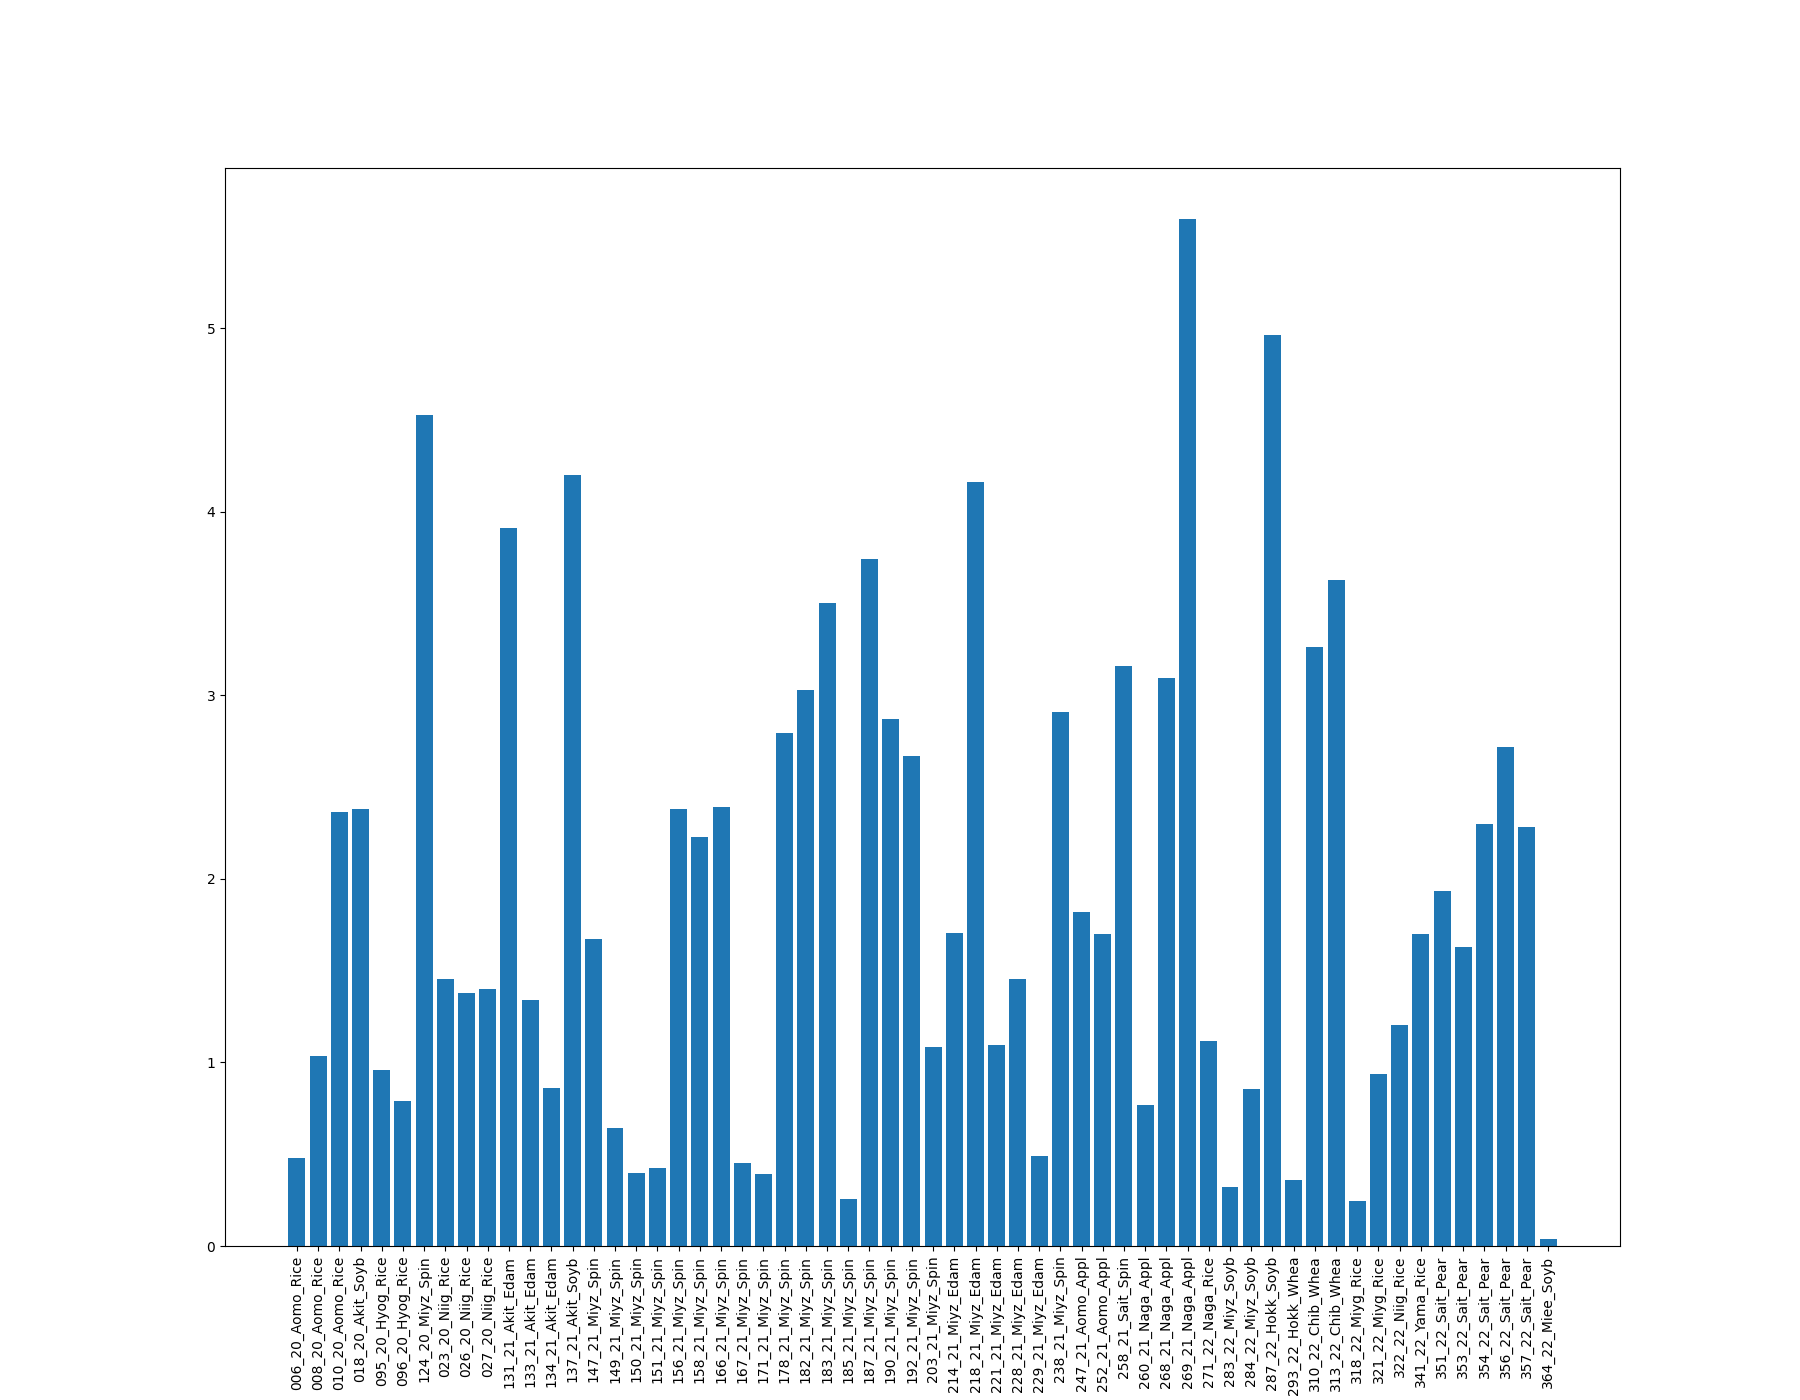 5
4
3
2
1
0
006_20_Aomo_Rice
008_20_Aomo_Rice
010_20_Aomo_Rice
018_20_Akit_Soyb
095_20_Hyog_Rice
096_20_Hyog_Rice
124_20_Miyz_Spin
023_20_Niig_Rice
026_20_Niig_Rice
027_20_Niig_Rice
131_21_Akit_Edam
133_21_Akit_Edam
134_21_Akit_Edam
137_21_Akit_Soyb
147_21_Miyz_Spin
149_21_Miyz_Spin
150_21_Miyz_Spin
151_21_Miyz_Spin
156_21_Miyz_Spin
158_21_Miyz_Spin
166_21_Miyz_Spin
167_21_Miyz_Spin
171_21_Miyz_Spin
178_21_Miyz_Spin
182_21_Miyz_Spin
183_21_Miyz_Spin
185_21_Miyz_Spin
187_21_Miyz_Spin
190_21_Miyz_Spin
192_21_Miyz_Spin
203_21_Miyz_Spin
214_21_Miyz_Edam
218_21_Miyz_Edam
221_21_Miyz_Edam
228_21_Miyz_Edam
229_21_Miyz_Edam
238_21_Miyz_Spin
247_21_Aomo_Appl
252_21_Aomo_Appl
258_21_Sait_Spin
260_21_Naga_Appl
268_21_Naga_Appl
269_21_Naga_Appl
271_22_Naga_Rice
283_22_Miyz_Soyb
284_22_Miyz_Soyb
287_22_Hokk_Soyb
293_22_Hokk_Whea
310_22_Chib_Whea
313_22_Chib_Whea
318_22_Miyg_Rice
321_22_Miyg_Rice
322_22_Niig_Rice
341_22_Yama_Rice
351_22_Sait_Pear
353_22_Sait_Pear
354_22_Sait_Pear
356_22_Sait_Pear
357_22_Sait_Pear
364_22_Miee_Soyb